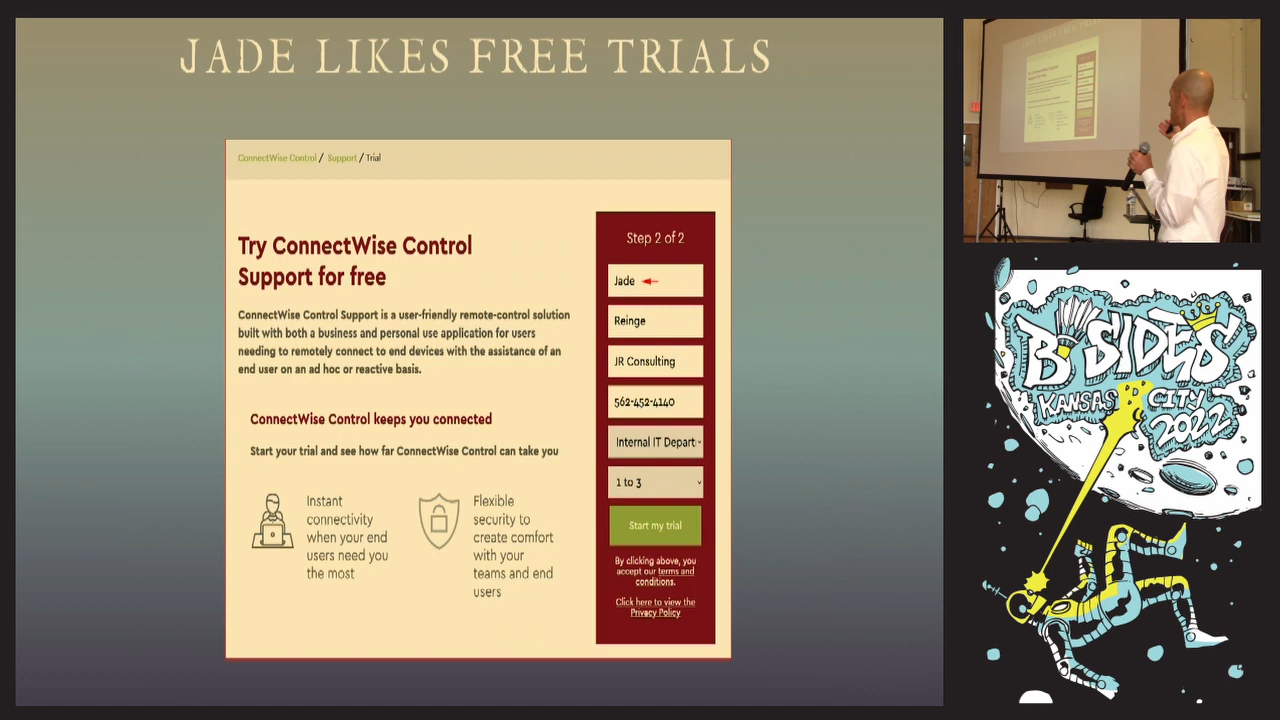 JADE LIKES FREE TRIALS
ConnectWise Control / Support / Trial
Try ConnectWise Control
Support for free
ConnectWise Control Support is a user-friendly remote-control solution
built with both a business and personal use application for users
needing to remotely connect to end devices with the assistance of an
end user on an ad hoc or reactive basis.
ConnectWise Control keeps you connected
Start your trial and see how far ConnectWise Control can take you
Instant
connectivity
when your end
users need you
the most
Flexible
security to
create comfort
with your
teams and end
users
Step 2 of 2
Jade
Reinge
JR Consulting
562-452-4140
Internal IT Depart
1 to 3
Start my trial
By clicking above, you
accept our terms and
conditions.
Click here to view the
Privacy Policy
JADE LIKES FREE TRIALS
B SIDES
KANSAS CITY
2022